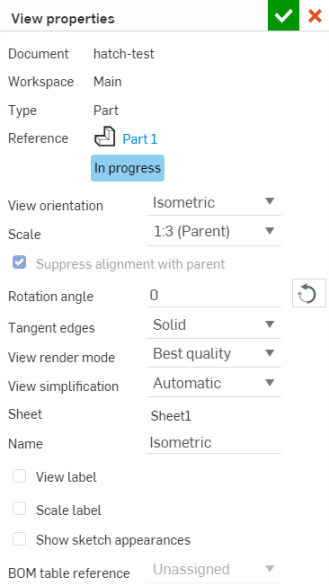 View properties
Document hatch-test
Workspace Main
Type Part
Reference Part 1
In progress
View orientation Isometric
Scale 1:3 (Parent)
Suppress alignment with parent
Rotation angle 0
Tangent edges Solid
View render mode Best quality
View simplification Automatic
Sheet Sheet1
Name Isometric
View label
Scale label
Show sketch appearances
BOM table reference Unassigned